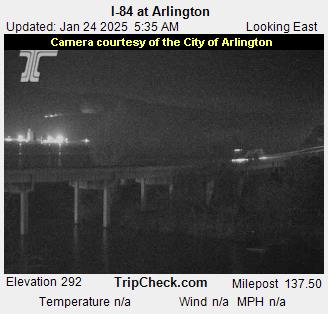 I-84 at Arlington
Updated: Jan 24 2025 5:35 AM Looking East
Camera courtesy of the City of Arlington
Elevation 292 TripCheck.com Milepost 137.50
Temperature n/a Wind n/a MPH n/a